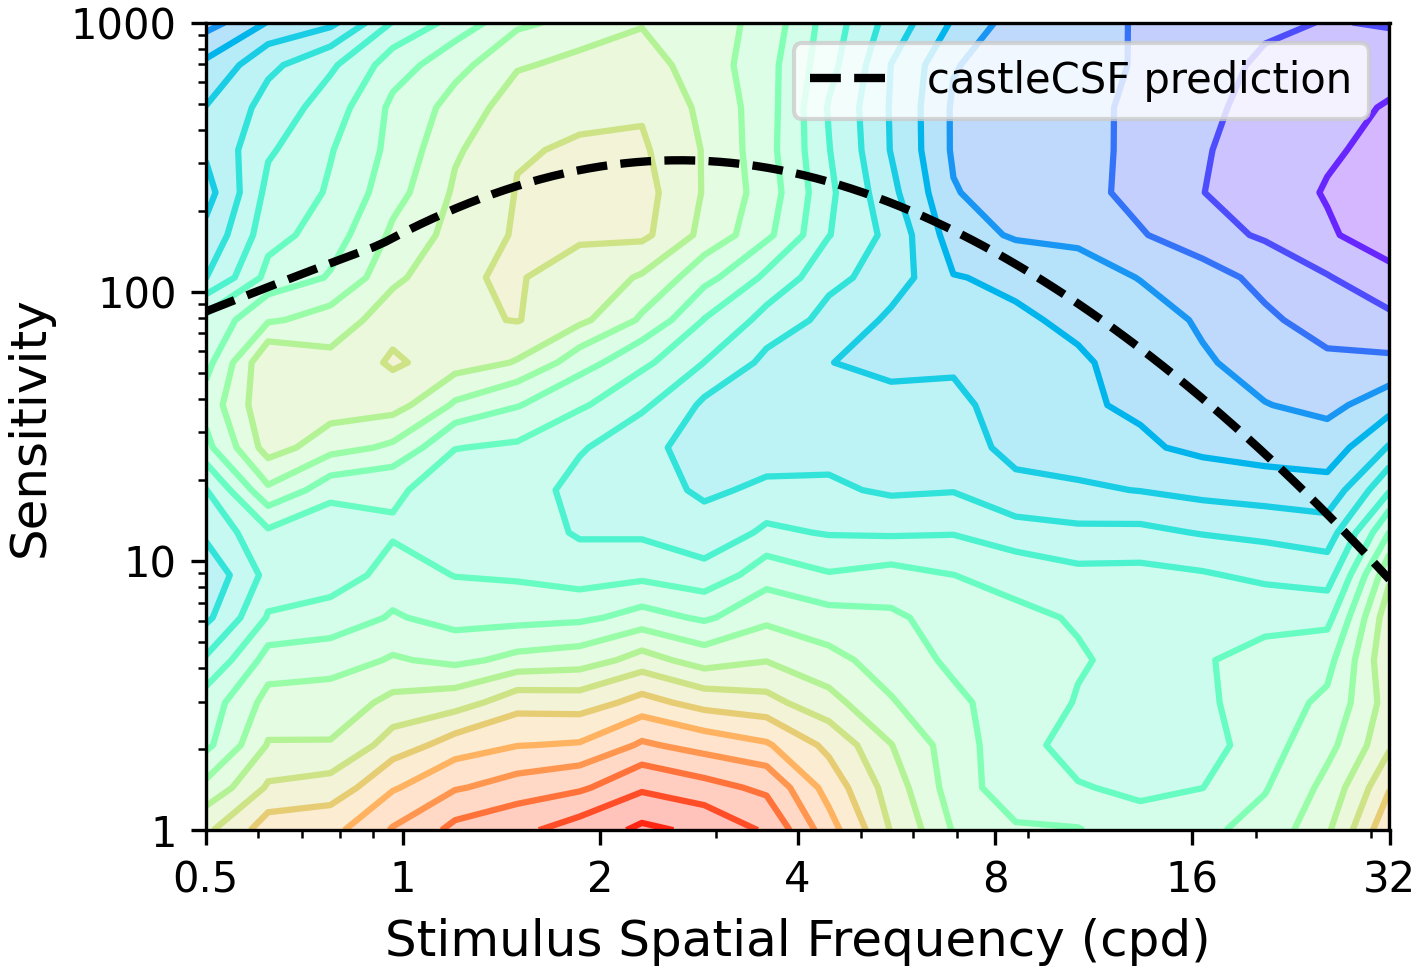 1000
100
10
1
Sensitivity
castleCSF prediction
0.5 1 2 4 8 16 32
Stimulus Spatial Frequency (cpd)